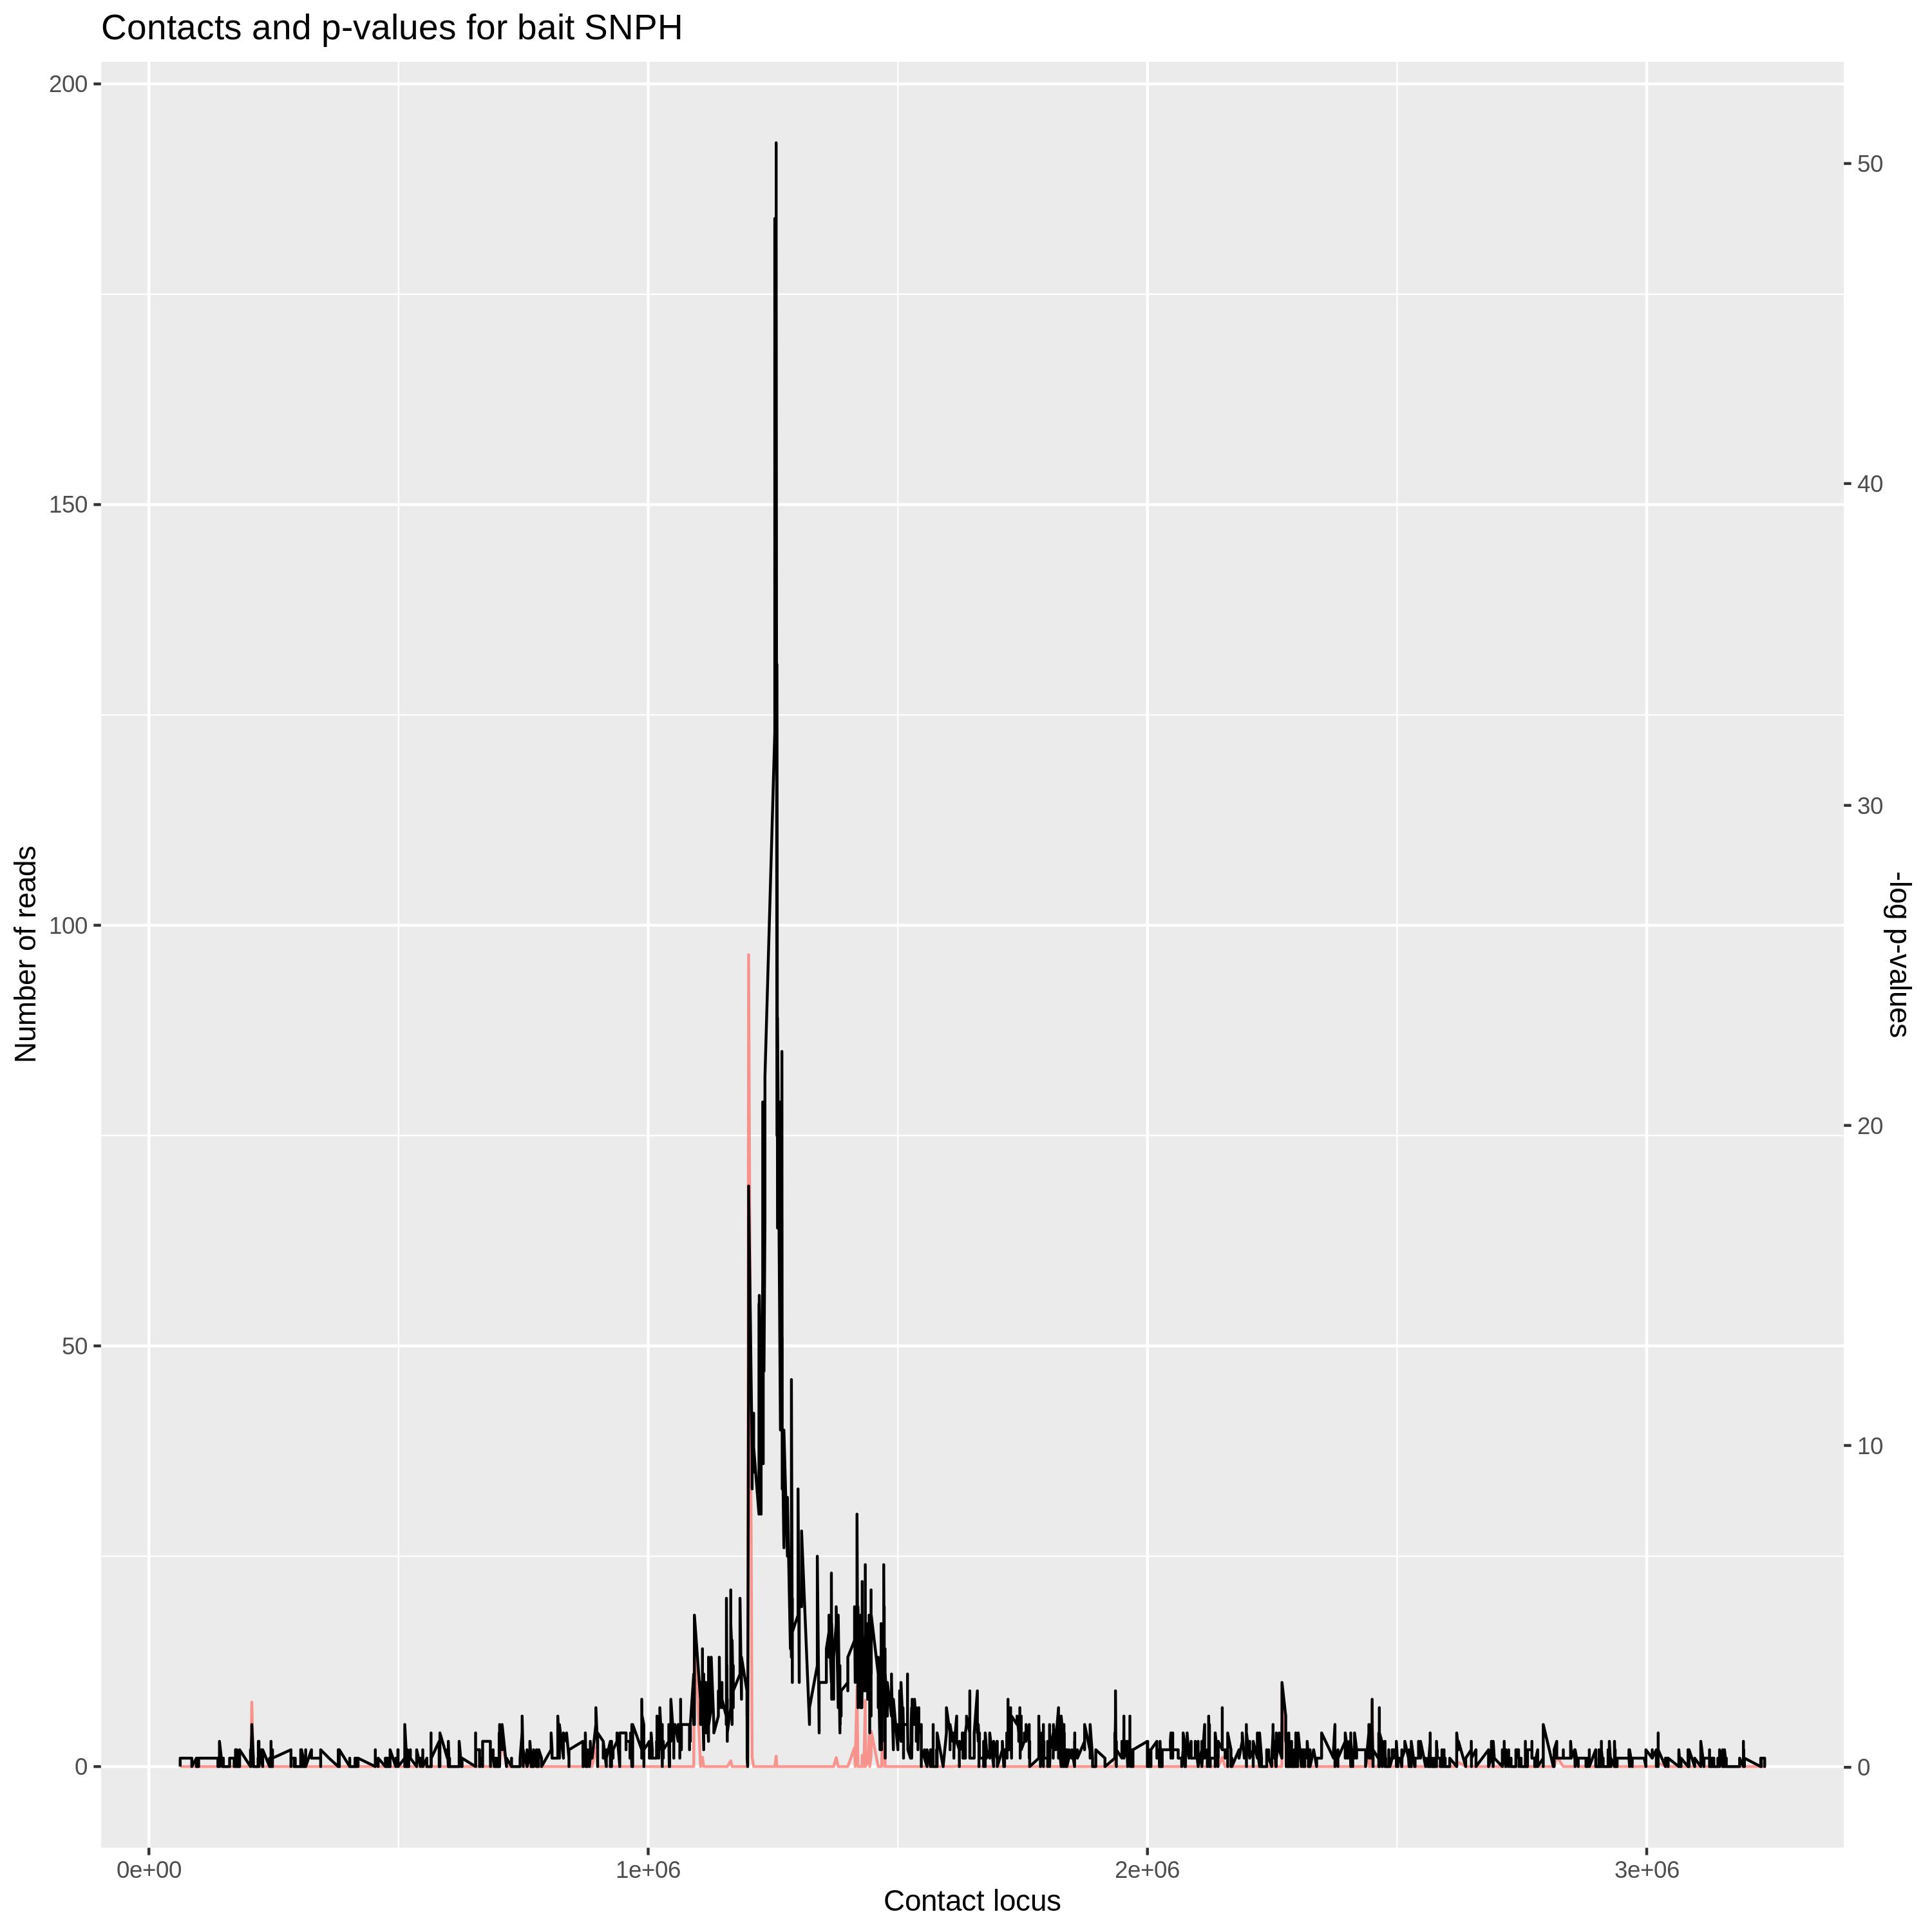 Contacts and p-values for bait SNPH
200
150
100
50
0
Number of reads
50
40
30
20
10
0
-log p-values
0e+00
1e+06
2e+06
3e+06
Contact locus